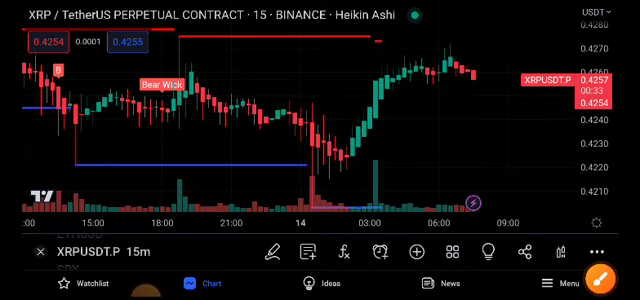 XRP / TetherUS PERPETUAL CONTRACT · 15 · BINANCE · Heikin Ashi
USDT
0.4254 0.0001 0.4255
0.4280
0.4270
0.4260
XRPUSDT.P 0.4257
00:33
0.4254
0.4240
0.4230
0.4220
0.4210
B
Bear Wick
:00 15:00 18:00 21:00 14 03:00 06:00 09:00
XRPUSDT.P 15m
Watchlist Chart Ideas News Menu